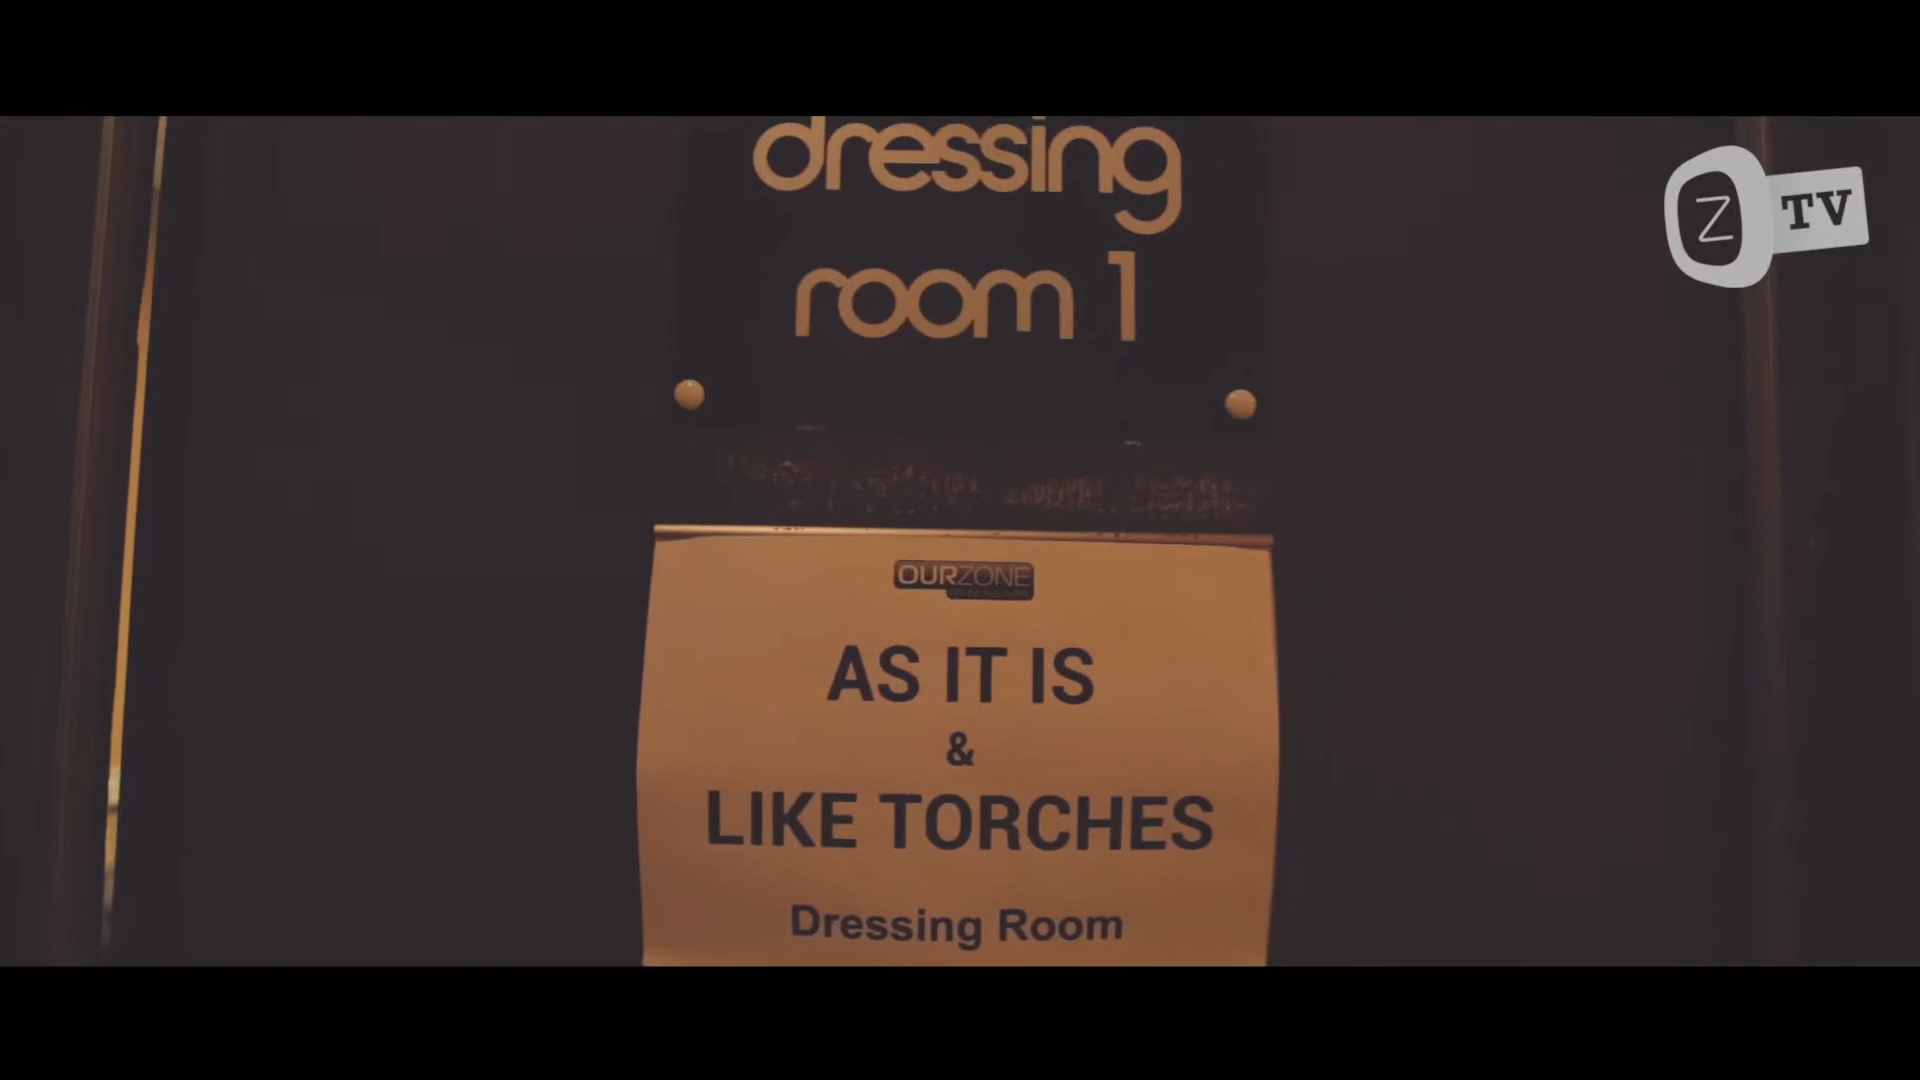 dressing
room 1
Z TV
OURZONE
AS IT IS
&
LIKE TORCHES
Dressing Room